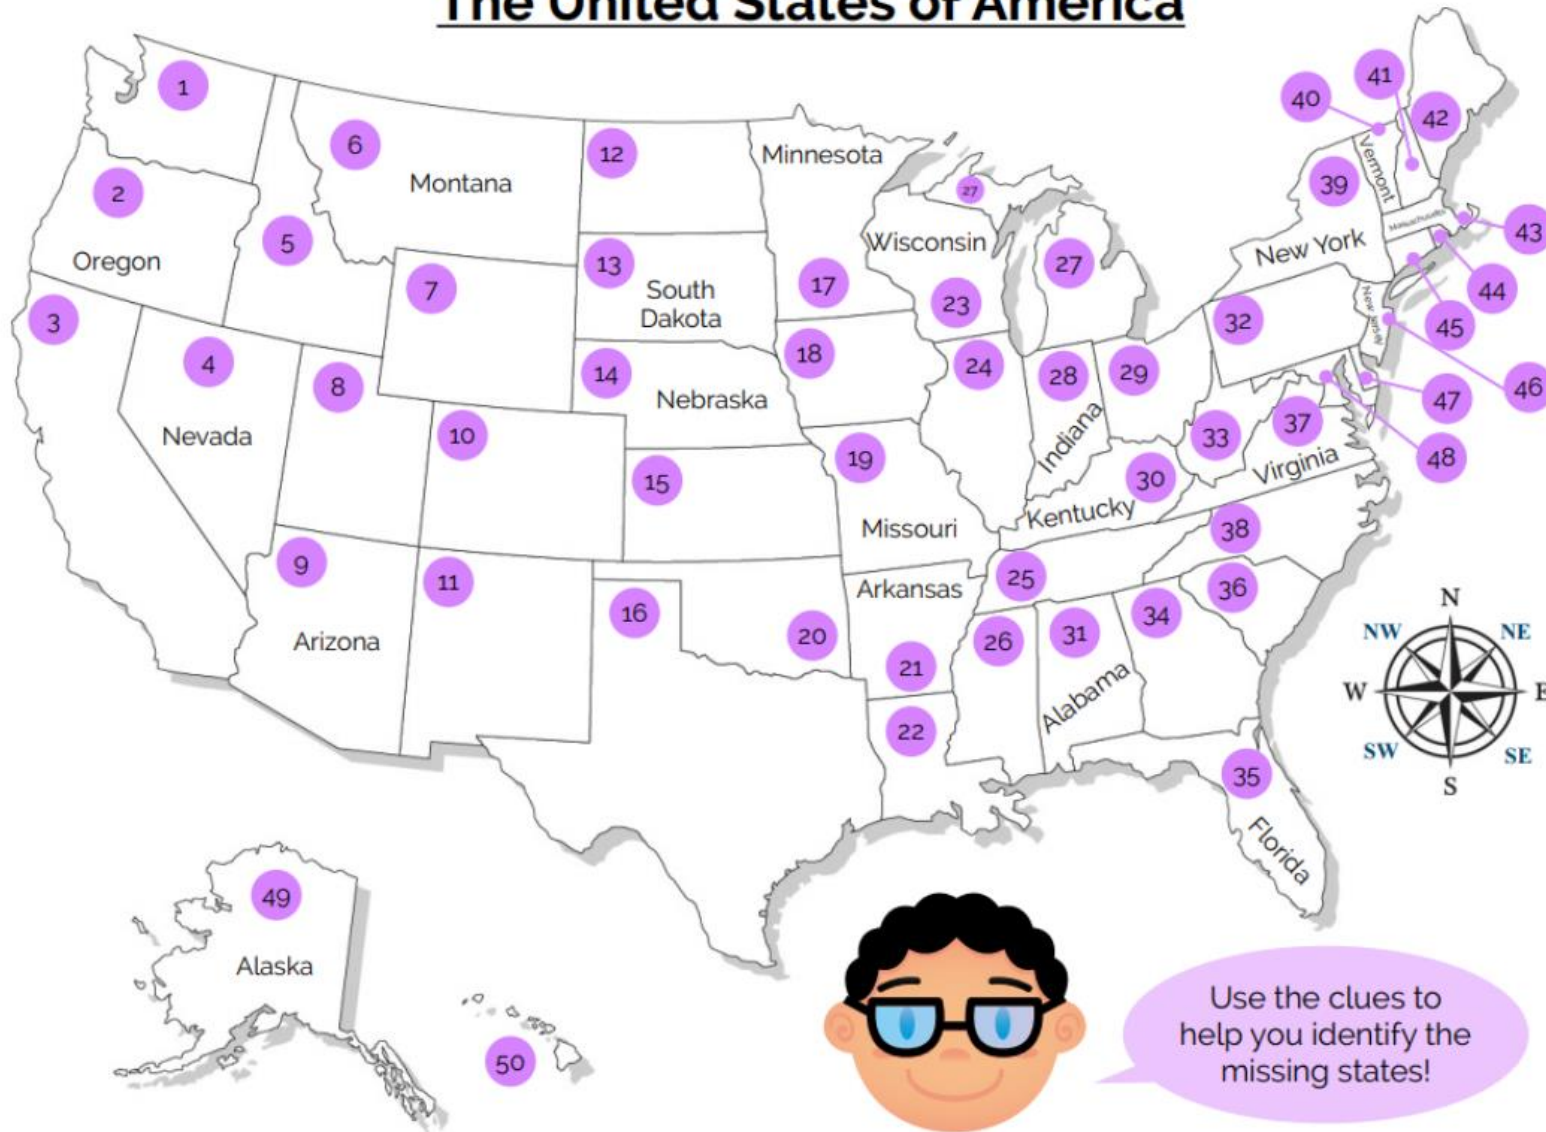 The United States of America
1
2
Oregon
3
4
Nevada
5
6
Montana
7
8
9
Arizona
10
11
12
13
South
Dakota
14
Nebraska
15
16
Minnesota
17
18
19
Missouri
20
Arkansas
21
22
Wisconsin
23
24
25
26
27
27
28
Indiana
29
30
Kentucky
31
Alabama
32
33
34
35
Florida
36
37
Virginia
38
39
New York
40
Vermont
41
42
Massachusetts
43
44
45
New Jersey
46
47
48
49
Alaska
50
N
NW
NE
W
E
SW
SE
S
Use the clues to
help you identify the
missing states!